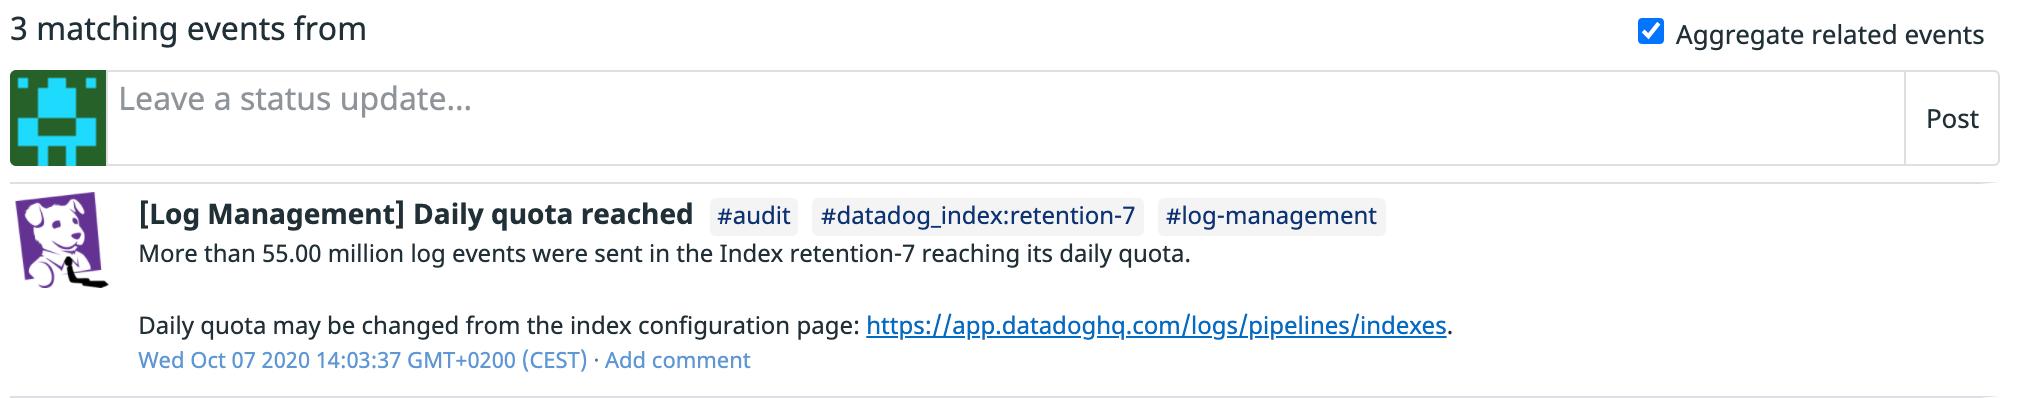 3 matching events from
Aggregate related events
Leave a status update...
Post
[Log Management] Daily quota reached #audit #datadog_index:retention-7 #log-management
More than 55.00 million log events were sent in the Index retention-7 reaching its daily quota.
Daily quota may be changed from the index configuration page: https://app.datadoghq.com/logs/pipelines/indexes.
Wed Oct 07 2020 14:03:37 GMT+0200 (CEST) · Add comment